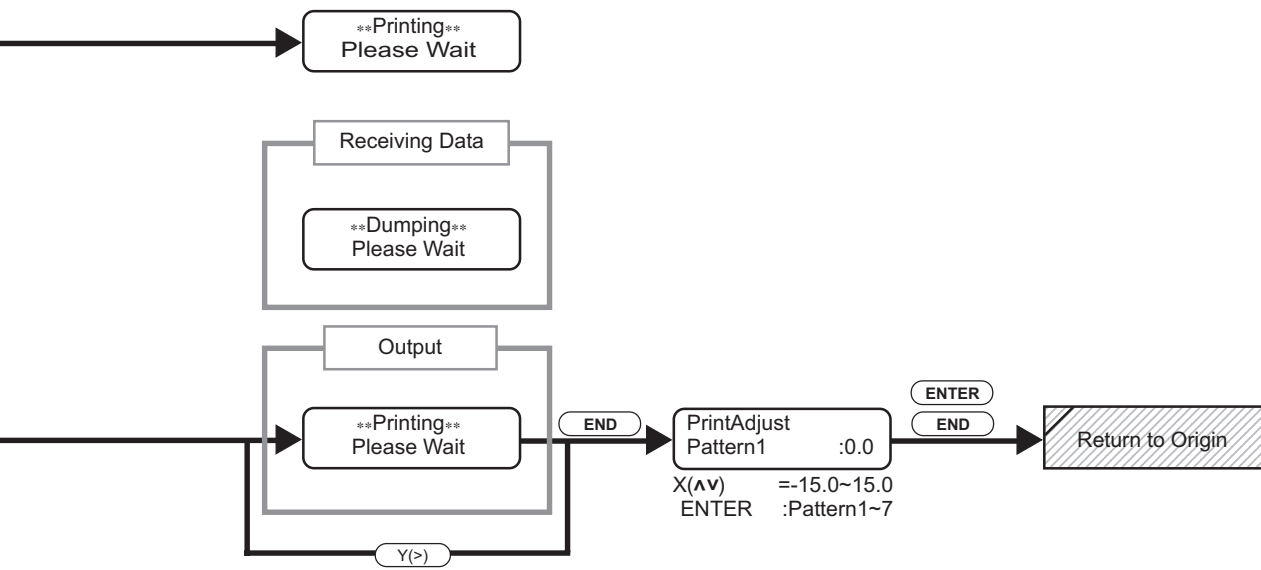 **Printing**
Please Wait
Receiving Data
**Dumping**
Please Wait
Output
**Printing**
Please Wait
END
PrintAdjust
Pattern1 :0.0
X(∧∨) =-15.0~15.0
ENTER :Pattern1~7
ENTER
END
Return to Origin
Y(>)